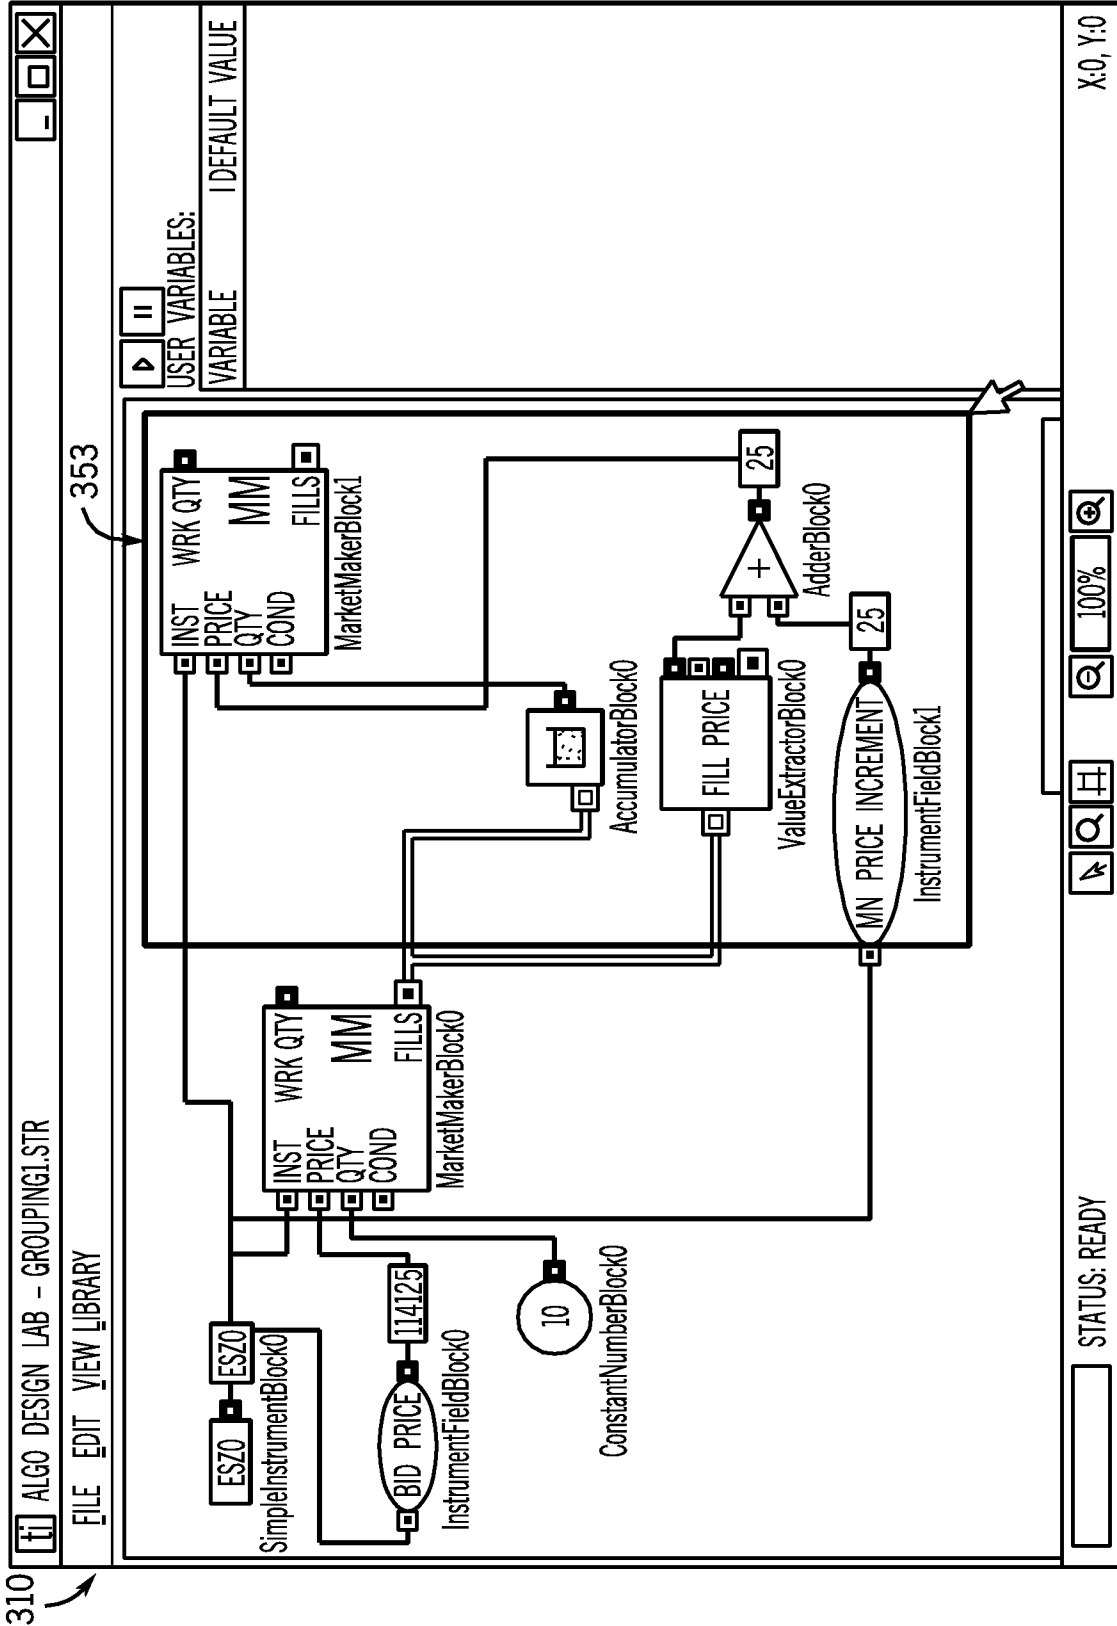 310
ti ALGO DESIGN LAB - GROUPING1.STR
FILE EDIT VIEW LIBRARY
353
USER VARIABLES:
VARIABLE | DEFAULT VALUE
ESZ0
ESZ0
SimpleInstrumentBlock0
BID PRICE
114125
InstrumentFieldBlock0
10
ConstantNumberBlock0
INST
PRICE
QTY
COND
WRK QTY
MM
FILLS
MarketMakerBlock0
INST
PRICE
QTY
COND
WRK QTY
MM
FILLS
MarketMakerBlock1
AccumulatorBlock0
FILL PRICE
ValueExtractorBlock0
MN PRICE INCREMENT
25
InstrumentFieldBlock1
+
25
AdderBlock0
STATUS: READY
100%
X:0, Y:0